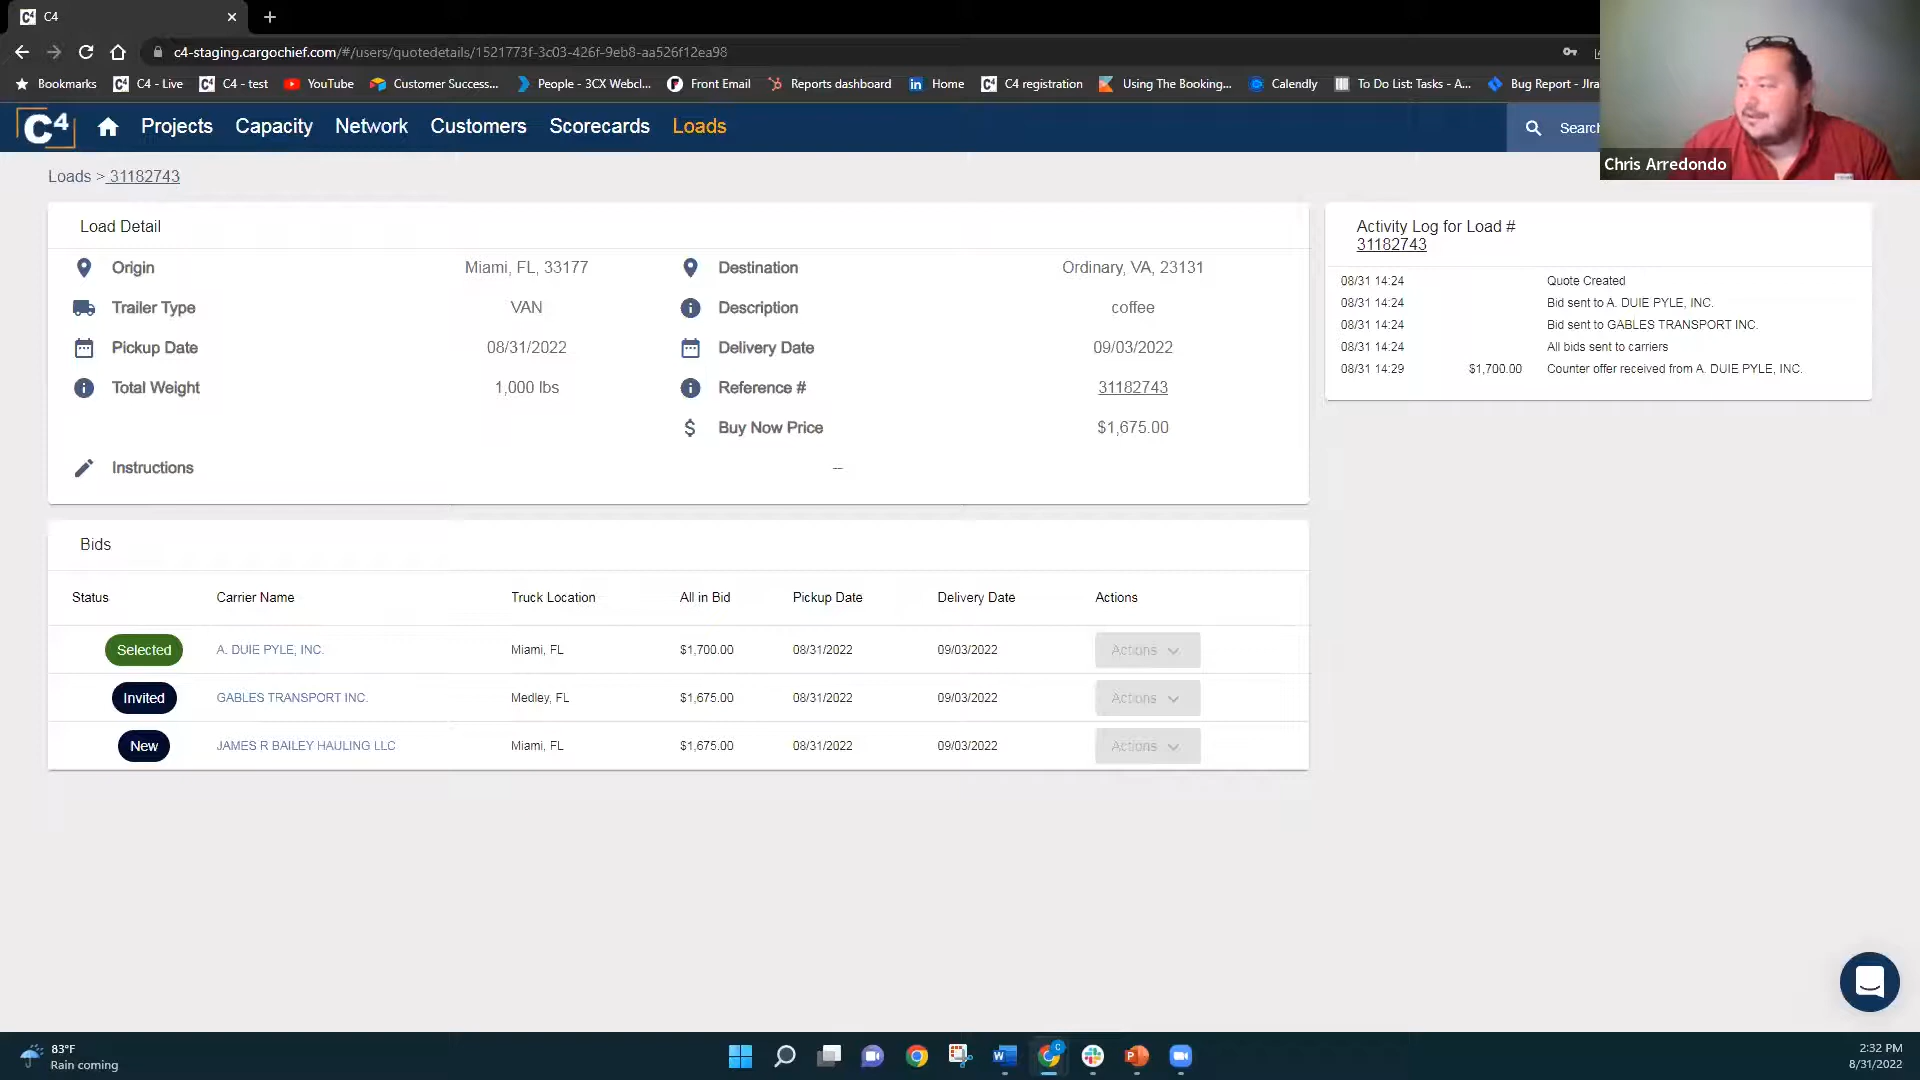 C4
c4-staging.cargochief.com/#/users/quotedetails/1521773f-3c03-426f-9eb8-aa526f12ea98
Bookmarks C4 - Live C4 - test YouTube Customer Success... People - 3CX Webcl... Front Email Reports dashboard Home C4 registration Using The Booking... Calendly To Do List: Tasks - A... Bug Report - Jira
C4 Projects Capacity Network Customers Scorecards Loads Search
Chris Arredondo
Loads > 31182743
Load Detail
Origin Miami, FL, 33177 Destination Ordinary, VA, 23131
Trailer Type VAN Description coffee
Pickup Date 08/31/2022 Delivery Date 09/03/2022
Total Weight 1,000 lbs Reference # 31182743
$ Buy Now Price $1,675.00
Instructions --
Activity Log for Load #
31182743
08/31 14:24 Quote Created
08/31 14:24 Bid sent to A. DUIE PYLE, INC.
08/31 14:24 Bid sent to GABLES TRANSPORT INC.
08/31 14:24 All bids sent to carriers
08/31 14:29 $1,700.00 Counter offer received from A. DUIE PYLE, INC.
Bids
Status Carrier Name Truck Location All in Bid Pickup Date Delivery Date Actions
Selected A. DUIE PYLE, INC. Miami, FL $1,700.00 08/31/2022 09/03/2022 Actions
Invited GABLES TRANSPORT INC. Medley, FL $1,675.00 08/31/2022 09/03/2022 Actions
New JAMES R BAILEY HAULING LLC Miami, FL $1,675.00 08/31/2022 09/03/2022 Actions
83°F
Rain coming
2:32 PM
8/31/2022